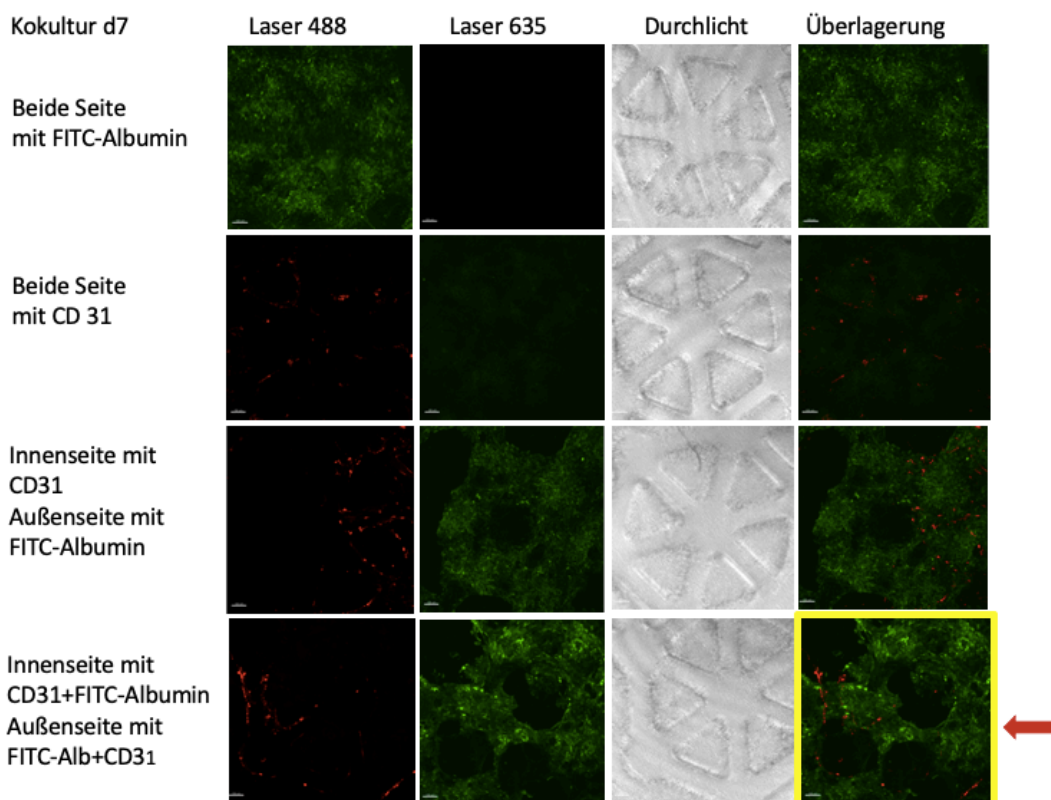 Kokultur d7
Laser 488
Laser 635
Durchlicht
Überlagerung
Beide Seite
mit FITC-Albumin
Beide Seite
mit CD 31
Innenseite mit
CD31
Außenseite mit
FITC-Albumin
Innenseite mit
CD31+FITC-Albumin
Außenseite mit
FITC-Alb+CD31